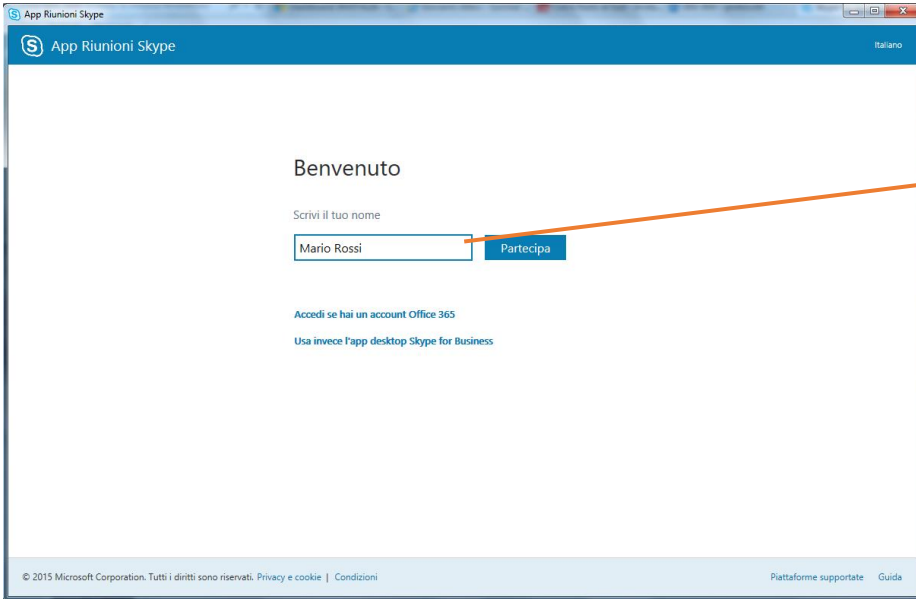 App Riunioni Skype
App Riunioni Skype
Italiano
Benvenuto
Scrivi il tuo nome
Mario Rossi
Partecipa
Accedi se hai un account Office 365
Usa invece l'app desktop Skype for Business
© 2015 Microsoft Corporation. Tutti i diritti sono riservati. Privacy e cookie | Condizioni
Piattaforme supportate Guida